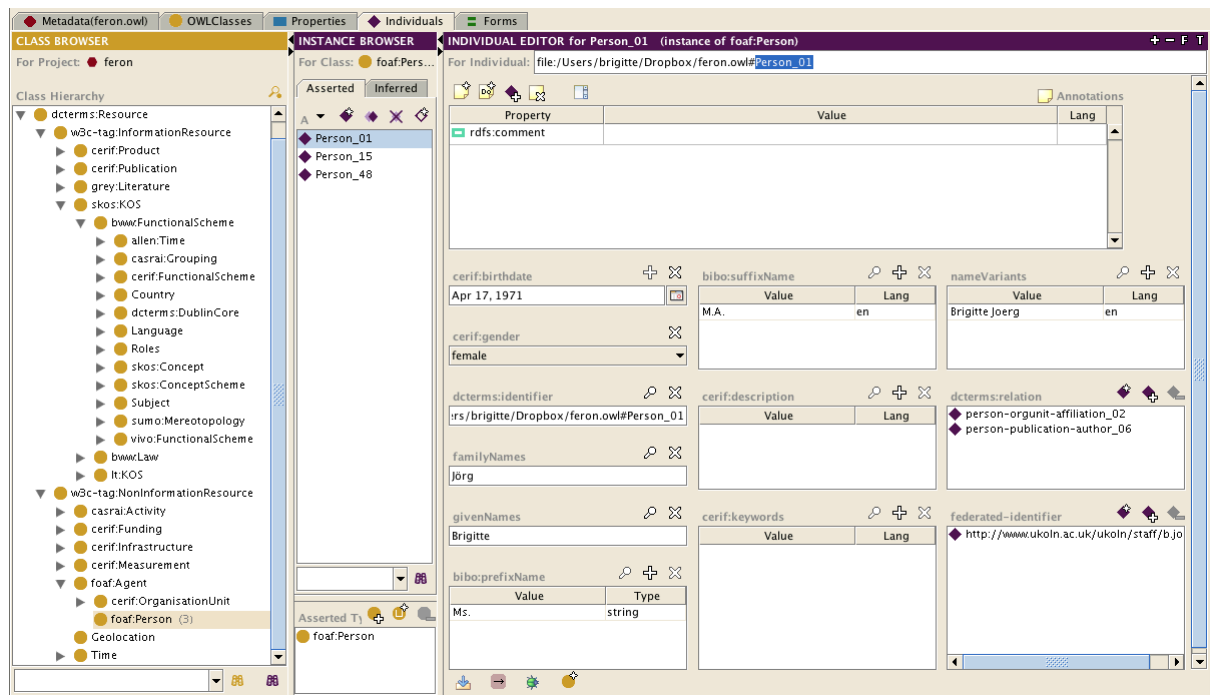 Metadata(feron.owl) OWLClasses Properties Individuals Forms
CLASS BROWSER
For Project: feron
Class Hierarchy
dcterms:Resource
w3c-tag:InformationResource
cerif:Product
cerif:Publication
grey:Literature
skos:KOS
bww:FunctionalScheme
allen:Time
casrai:Grouping
cerif:FunctionalScheme
Country
dcterms:DublinCore
Language
Roles
skos:Concept
skos:ConceptScheme
Subject
sumo:Mereotopology
vivo:FunctionalScheme
bww:Law
lt:KOS
w3c-tag:NonInformationResource
casrai:Activity
cerif:Funding
cerif:Infrastructure
cerif:Measurement
foaf:Agent
cerif:OrganisationUnit
foaf:Person (3)
Geolocation
Time
INSTANCE BROWSER
For Class: foaf:Pers...
Asserted Inferred
Person_01
Person_15
Person_48
Asserted Ty
foaf:Person
INDIVIDUAL EDITOR for Person_01 (instance of foaf:Person) + − F T
For Individual: file:/Users/brigitte/Dropbox/feron.owl#Person_01
Annotations
Property Value Lang
rdfs:comment
cerif:birthdate
Apr 17, 1971
cerif:gender
female
dcterms:identifier
rs/brigitte/Dropbox/feron.owl#Person_01
familyNames
Jörg
givenNames
Brigitte
bibo:prefixName
Value Type
Ms. string
bibo:suffixName
Value Lang
M.A. en
cerif:description
Value Lang
cerif:keywords
Value Lang
nameVariants
Value Lang
Brigitte Joerg en
dcterms:relation
person-orgunit-affiliation_02
person-publication-author_06
federated-identifier
http://www.ukoln.ac.uk/ukoln/staff/b.jo